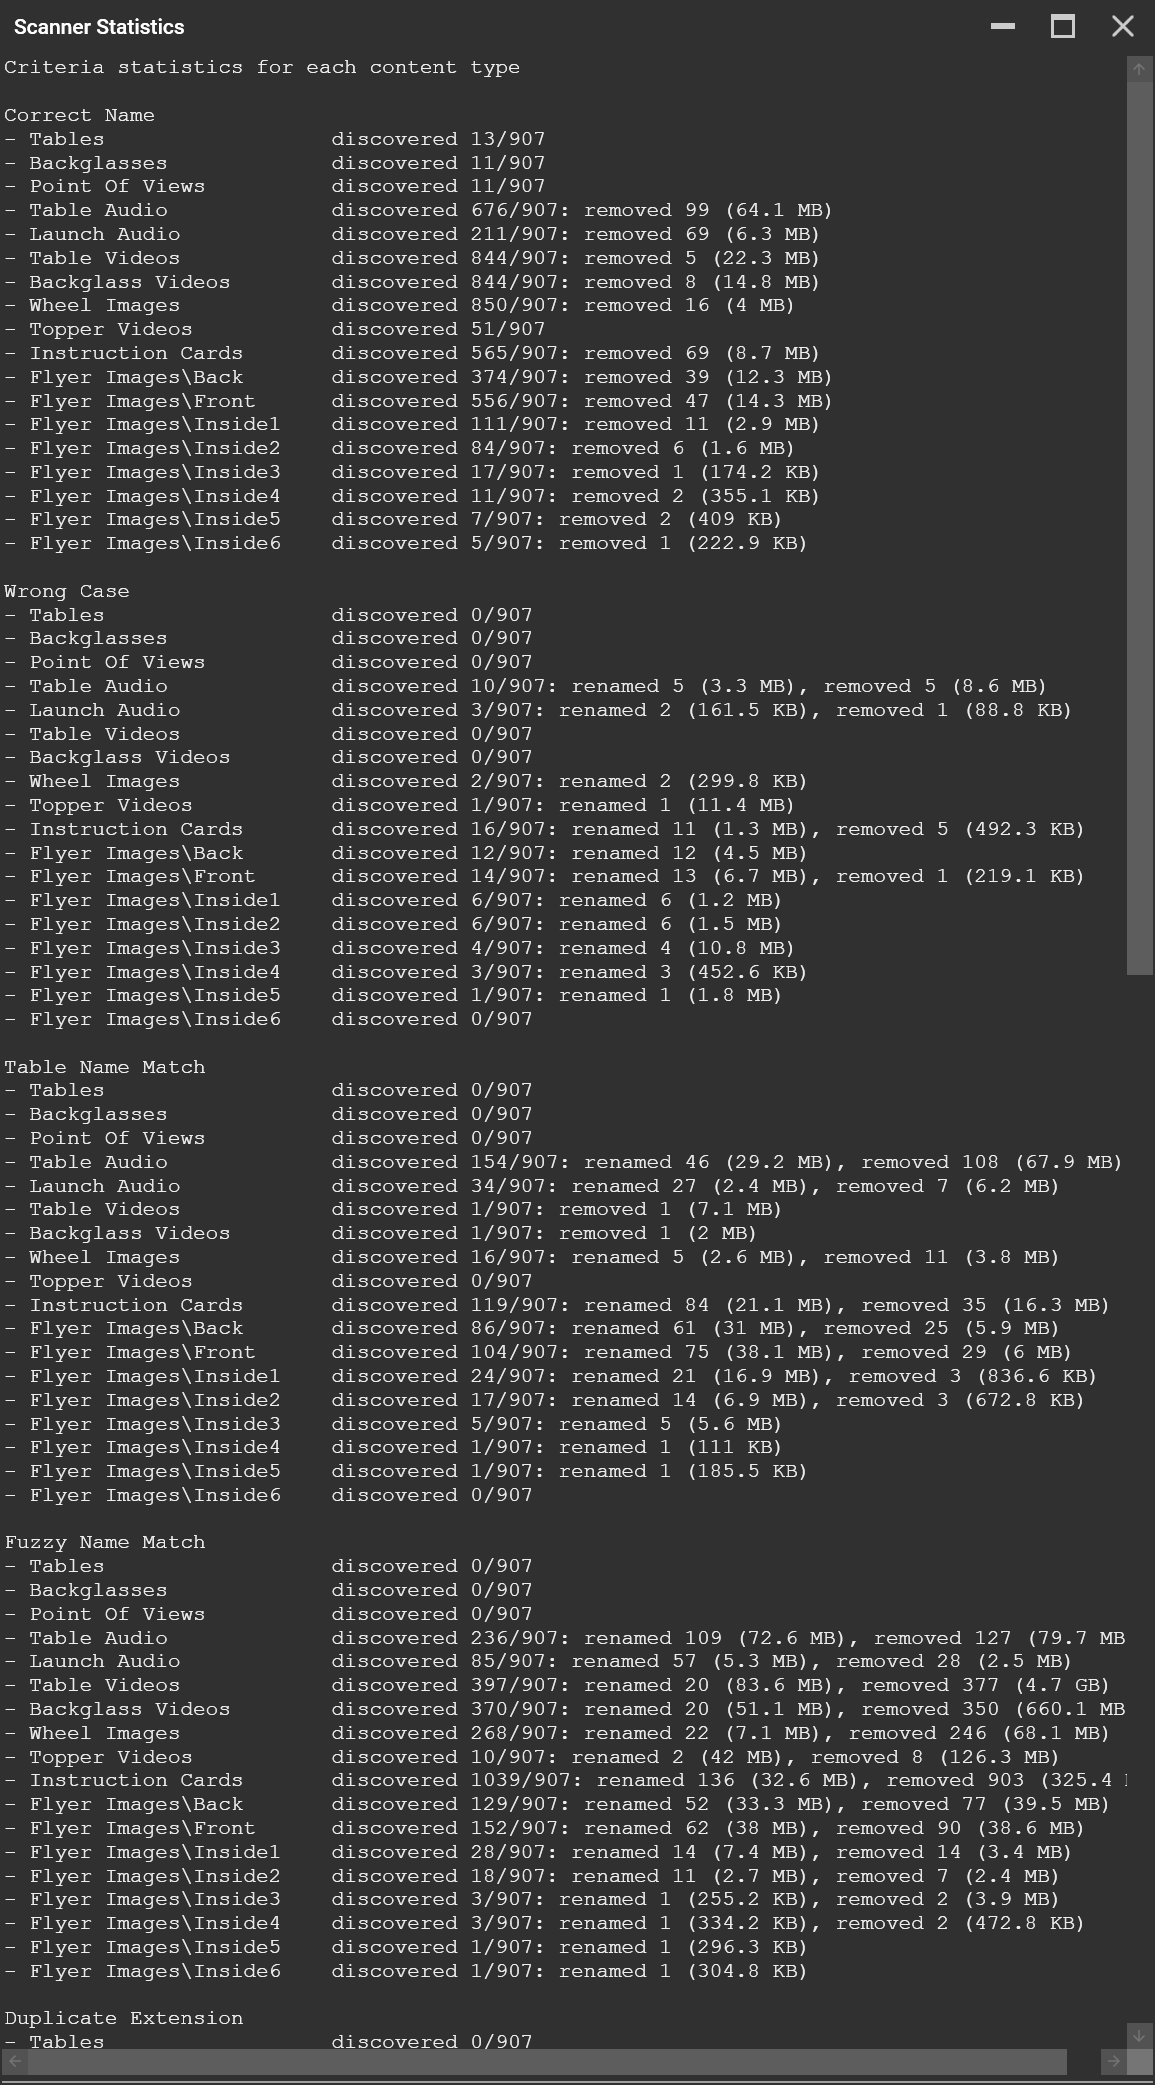 Scanner Statistics
Criteria statistics for each content type
Correct Name
- Tables discovered 13/907
- Backglasses discovered 11/907
- Point Of Views discovered 11/907
- Table Audio discovered 676/907: removed 99 (64.1 MB)
- Launch Audio discovered 211/907: removed 69 (6.3 MB)
- Table Videos discovered 844/907: removed 5 (22.3 MB)
- Backglass Videos discovered 844/907: removed 8 (14.8 MB)
- Wheel Images discovered 850/907: removed 16 (4 MB)
- Topper Videos discovered 51/907
- Instruction Cards discovered 565/907: removed 69 (8.7 MB)
- Flyer Images\Back discovered 374/907: removed 39 (12.3 MB)
- Flyer Images\Front discovered 556/907: removed 47 (14.3 MB)
- Flyer Images\Inside1 discovered 111/907: removed 11 (2.9 MB)
- Flyer Images\Inside2 discovered 84/907: removed 6 (1.6 MB)
- Flyer Images\Inside3 discovered 17/907: removed 1 (174.2 KB)
- Flyer Images\Inside4 discovered 11/907: removed 2 (355.1 KB)
- Flyer Images\Inside5 discovered 7/907: removed 2 (409 KB)
- Flyer Images\Inside6 discovered 5/907: removed 1 (222.9 KB)
Wrong Case
- Tables discovered 0/907
- Backglasses discovered 0/907
- Point Of Views discovered 0/907
- Table Audio discovered 10/907: renamed 5 (3.3 MB), removed 5 (8.6 MB)
- Launch Audio discovered 3/907: renamed 2 (161.5 KB), removed 1 (88.8 KB)
- Table Videos discovered 0/907
- Backglass Videos discovered 0/907
- Wheel Images discovered 2/907: renamed 2 (299.8 KB)
- Topper Videos discovered 1/907: renamed 1 (11.4 MB)
- Instruction Cards discovered 16/907: renamed 11 (1.3 MB), removed 5 (492.3 KB)
- Flyer Images\Back discovered 12/907: renamed 12 (4.5 MB)
- Flyer Images\Front discovered 14/907: renamed 13 (6.7 MB), removed 1 (219.1 KB)
- Flyer Images\Inside1 discovered 6/907: renamed 6 (1.2 MB)
- Flyer Images\Inside2 discovered 6/907: renamed 6 (1.5 MB)
- Flyer Images\Inside3 discovered 4/907: renamed 4 (10.8 MB)
- Flyer Images\Inside4 discovered 3/907: renamed 3 (452.6 KB)
- Flyer Images\Inside5 discovered 1/907: renamed 1 (1.8 MB)
- Flyer Images\Inside6 discovered 0/907
Table Name Match
- Tables discovered 0/907
- Backglasses discovered 0/907
- Point Of Views discovered 0/907
- Table Audio discovered 154/907: renamed 46 (29.2 MB), removed 108 (67.9 MB)
- Launch Audio discovered 34/907: renamed 27 (2.4 MB), removed 7 (6.2 MB)
- Table Videos discovered 1/907: removed 1 (7.1 MB)
- Backglass Videos discovered 1/907: removed 1 (2 MB)
- Wheel Images discovered 16/907: renamed 5 (2.6 MB), removed 11 (3.8 MB)
- Topper Videos discovered 0/907
- Instruction Cards discovered 119/907: renamed 84 (21.1 MB), removed 35 (16.3 MB)
- Flyer Images\Back discovered 86/907: renamed 61 (31 MB), removed 25 (5.9 MB)
- Flyer Images\Front discovered 104/907: renamed 75 (38.1 MB), removed 29 (6 MB)
- Flyer Images\Inside1 discovered 24/907: renamed 21 (16.9 MB), removed 3 (836.6 KB)
- Flyer Images\Inside2 discovered 17/907: renamed 14 (6.9 MB), removed 3 (672.8 KB)
- Flyer Images\Inside3 discovered 5/907: renamed 5 (5.6 MB)
- Flyer Images\Inside4 discovered 1/907: renamed 1 (111 KB)
- Flyer Images\Inside5 discovered 1/907: renamed 1 (185.5 KB)
- Flyer Images\Inside6 discovered 0/907
Fuzzy Name Match
- Tables discovered 0/907
- Backglasses discovered 0/907
- Point Of Views discovered 0/907
- Table Audio discovered 236/907: renamed 109 (72.6 MB), removed 127 (79.7 MB
- Launch Audio discovered 85/907: renamed 57 (5.3 MB), removed 28 (2.5 MB)
- Table Videos discovered 397/907: renamed 20 (83.6 MB), removed 377 (4.7 GB)
- Backglass Videos discovered 370/907: renamed 20 (51.1 MB), removed 350 (660.1 MB
- Wheel Images discovered 268/907: renamed 22 (7.1 MB), removed 246 (68.1 MB)
- Topper Videos discovered 10/907: renamed 2 (42 MB), removed 8 (126.3 MB)
- Instruction Cards discovered 1039/907: renamed 136 (32.6 MB), removed 903 (325.4
- Flyer Images\Back discovered 129/907: renamed 52 (33.3 MB), removed 77 (39.5 MB)
- Flyer Images\Front discovered 152/907: renamed 62 (38 MB), removed 90 (38.6 MB)
- Flyer Images\Inside1 discovered 28/907: renamed 14 (7.4 MB), removed 14 (3.4 MB)
- Flyer Images\Inside2 discovered 18/907: renamed 11 (2.7 MB), removed 7 (2.4 MB)
- Flyer Images\Inside3 discovered 3/907: renamed 1 (255.2 KB), removed 2 (3.9 MB)
- Flyer Images\Inside4 discovered 3/907: renamed 1 (334.2 KB), removed 2 (472.8 KB)
- Flyer Images\Inside5 discovered 1/907: renamed 1 (296.3 KB)
- Flyer Images\Inside6 discovered 1/907: renamed 1 (304.8 KB)
Duplicate Extension
- Tables discovered 0/907